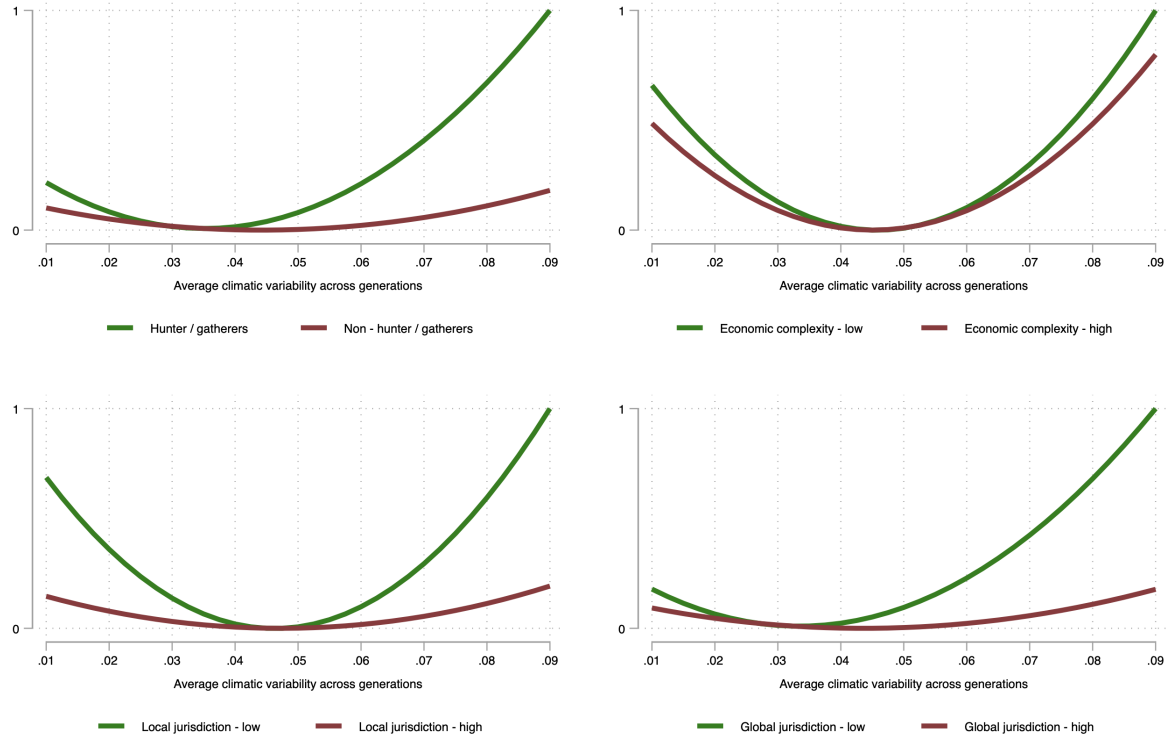 1
0
.01 .02 .03 .04 .05 .06 .07 .08 .09
Average climatic variability across generations
Hunter / gatherers Non - hunter / gatherers
1
0
.01 .02 .03 .04 .05 .06 .07 .08 .09
Average climatic variability across generations
Economic complexity - low Economic complexity - high
1
0
.01 .02 .03 .04 .05 .06 .07 .08 .09
Average climatic variability across generations
Local jurisdiction - low Local jurisdiction - high
1
0
.01 .02 .03 .04 .05 .06 .07 .08 .09
Average climatic variability across generations
Global jurisdiction - low Global jurisdiction - high